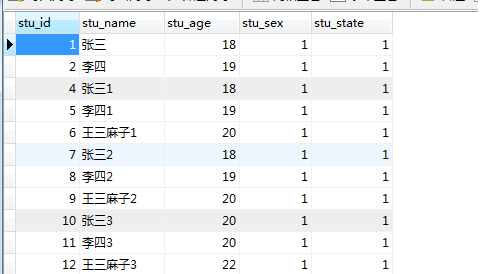 stu_id stu_name stu_age stu_sex stu_state
1 张三 18 1 1
2 李四 19 1 1
4 张三1 18 1 1
5 李四1 19 1 1
6 王三麻子1 20 1 1
7 张三2 18 1 1
8 李四2 19 1 1
9 王三麻子2 20 1 1
10 张三3 20 1 1
11 李四3 20 1 1
12 王三麻子3 22 1 1